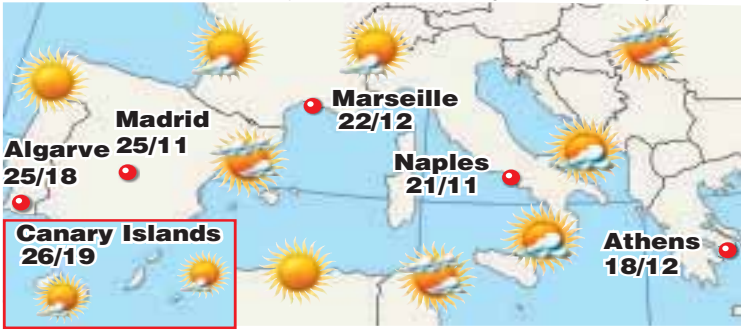 Marseille
22/12
Madrid
25/11
Algarve
25/18
Naples
21/11
Canary Islands
26/19
Athens
18/12